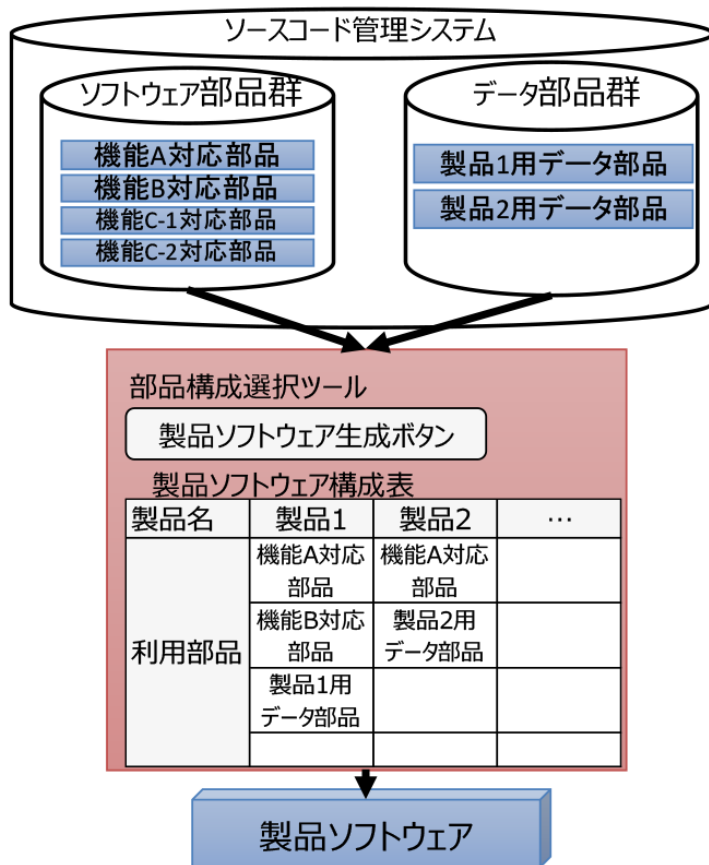 ソースコード管理システム
ソフトウェア部品群
データ部品群
機能A対応部品
機能B対応部品
機能C-1対応部品
機能C-2対応部品
製品1用データ部品
製品2用データ部品
部品構成選択ツール
製品ソフトウェア生成ボタン
製品ソフトウェア構成表
製品名
製品1
製品2
…
利用部品
機能A対応
部品
機能A対応
部品
機能B対応
部品
製品2用
データ部品
製品1用
データ部品
製品ソフトウェア